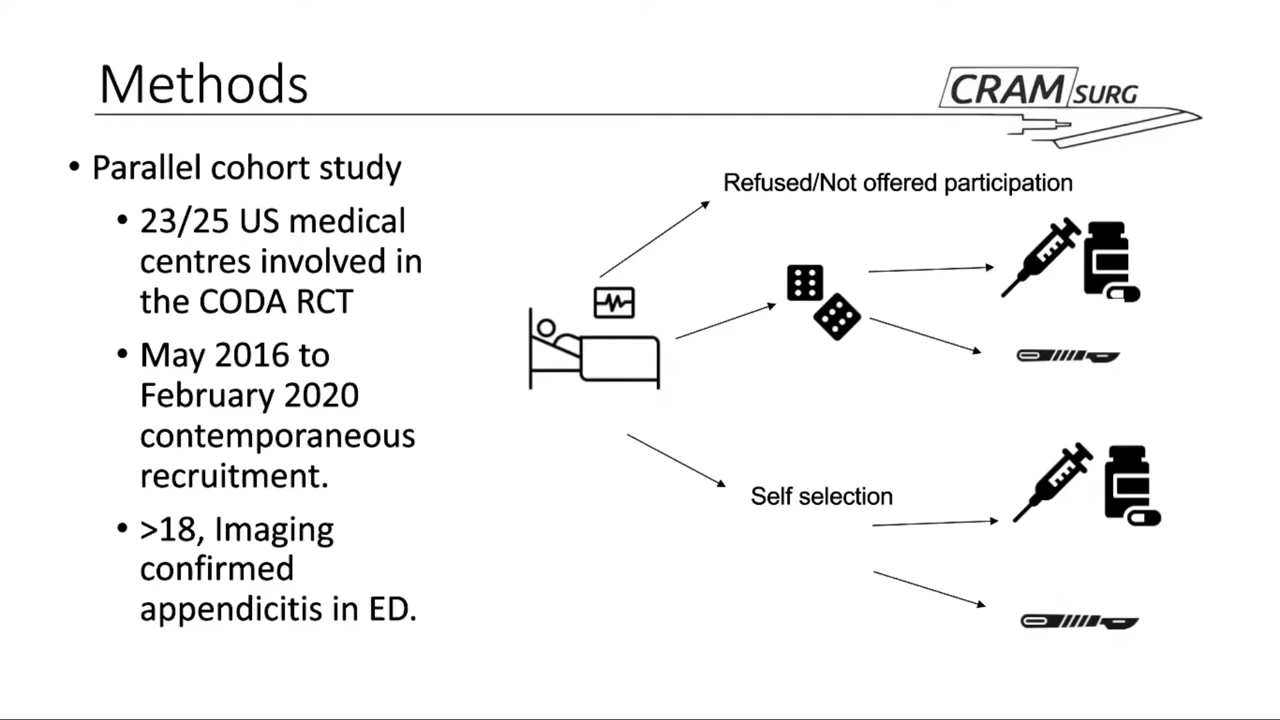 Methods
CRAM SURG
• Parallel cohort study
• 23/25 US medical
centres involved in
the CODA RCT
• May 2016 to
February 2020
contemporaneous
recruitment.
• >18, Imaging
confirmed
appendicitis in ED.
Refused/Not offered participation
Self selection